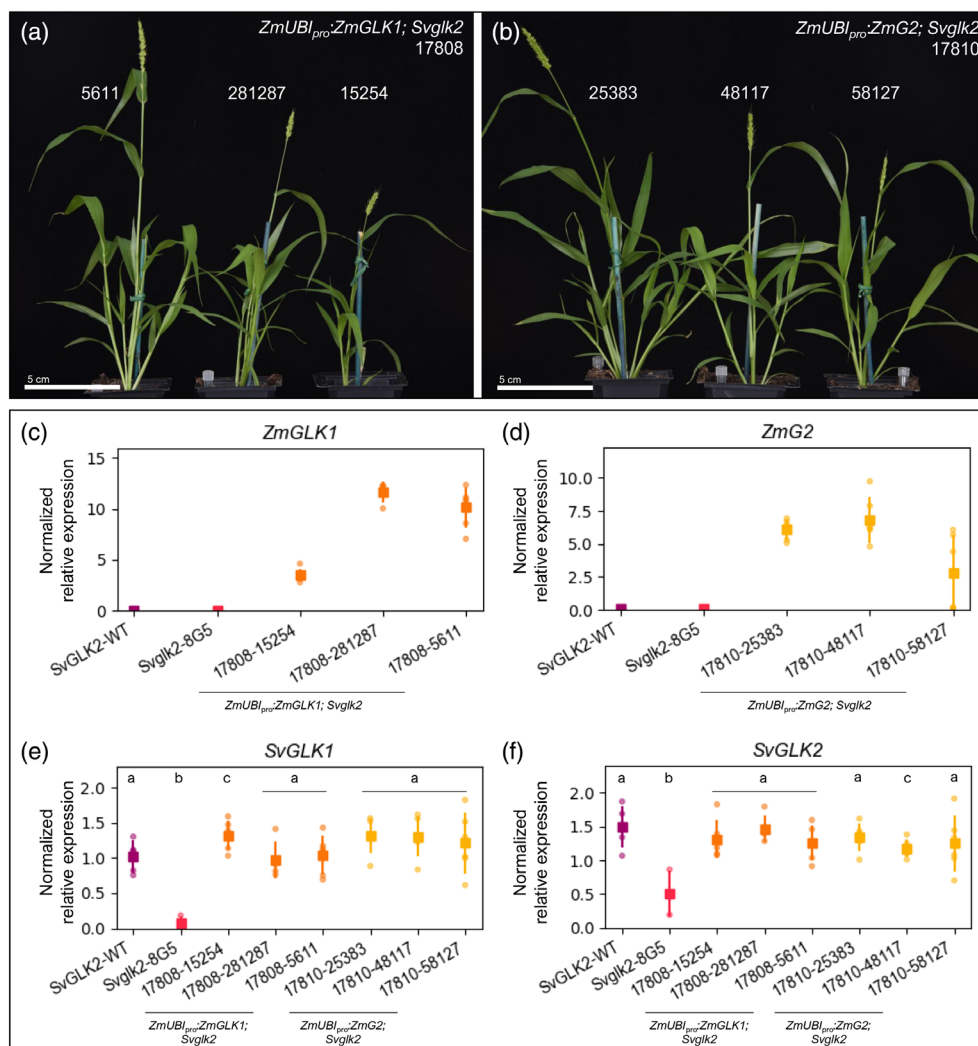 (a)
ZmUBIpro:ZmGLK1; Svglk2
17808
5611
281287
15254
5 cm
(b)
ZmUBIpro:ZmG2; Svglk2
17810
25383
48117
58127
5 cm
(c)
ZmGLK1
Normalized
relative expression
15
10
5
0
SvGLK2-WT
Svglk2-8G5
17808-15254
17808-281287
17808-5611
ZmUBIpro:ZmGLK1; Svglk2
(d)
ZmG2
Normalized
relative expression
10.0
7.5
5.0
2.5
0.0
SvGLK2-WT
Svglk2-8G5
17810-25383
17810-48117
17810-58127
ZmUBIpro:ZmG2; Svglk2
(e)
SvGLK1
Normalized
relative expression
2.0
1.5
1.0
0.5
0.0
a b c a a
SvGLK2-WT
Svglk2-8G5
17808-15254
17808-281287
17808-5611
17810-25383
17810-48117
17810-58127
ZmUBIpro:ZmGLK1;
Svglk2
ZmUBIpro:ZmG2;
Svglk2
(f)
SvGLK2
Normalized
relative expression
2.0
1.5
1.0
0.5
0.0
a b a a c a
SvGLK2-WT
Svglk2-8G5
17808-15254
17808-281287
17808-5611
17810-25383
17810-48117
17810-58127
ZmUBIpro:ZmGLK1;
Svglk2
ZmUBIpro:ZmG2;
Svglk2